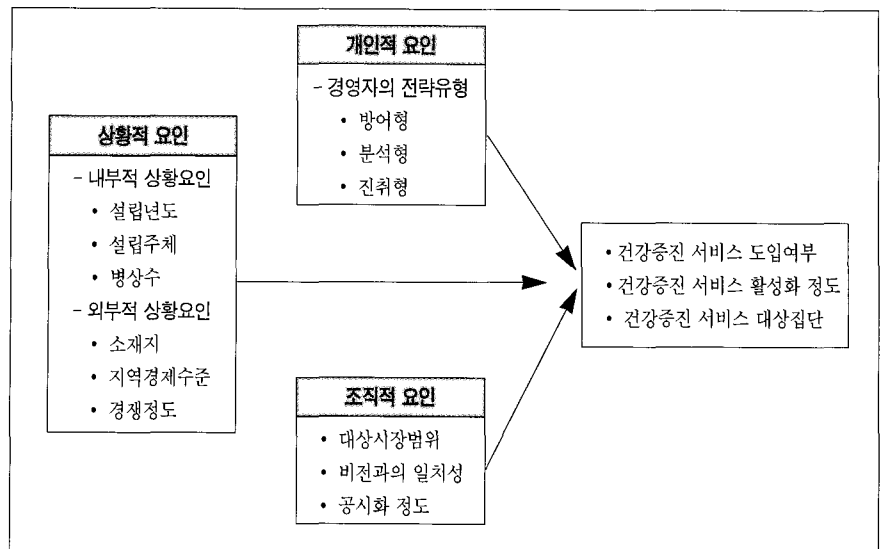 개인적 요인
– 경영자의 전략유형
• 방어형
• 분석형
• 진취형
상황적 요인
– 내부적 상황요인
• 설립년도
• 설립주체
• 병상수
– 외부적 상황요인
• 소재지
• 지역경제수준
• 경쟁정도
조직적 요인
• 대상시장범위
• 비전과의 일치성
• 공시화 정도
• 건강증진 서비스 도입여부
• 건강증진 서비스 활성화 정도
• 건강증진 서비스 대상집단